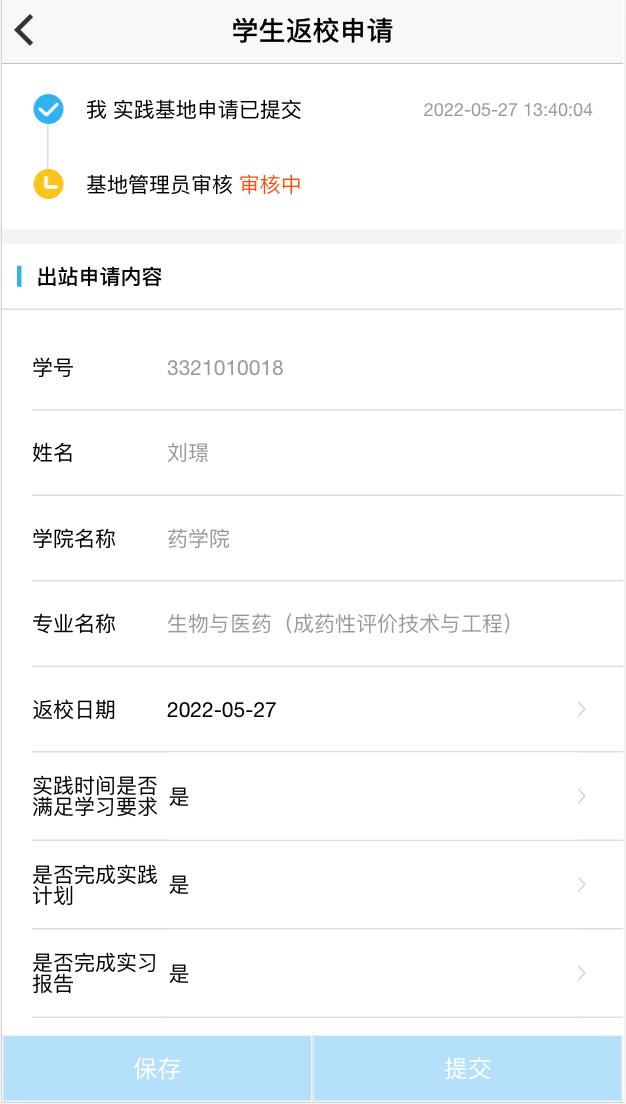 学生返校申请
我 实践基地申请已提交 2022-05-27 13:40:04
基地管理员审核 审核中
出站申请内容
学号 3321010018
姓名 刘璟
学院名称 药学院
专业名称 生物与医药（成药性评价技术与工程）
返校日期 2022-05-27
实践时间是否
满足学习要求 是
是否完成实践
计划 是
是否完成实习
报告 是
保存 提交